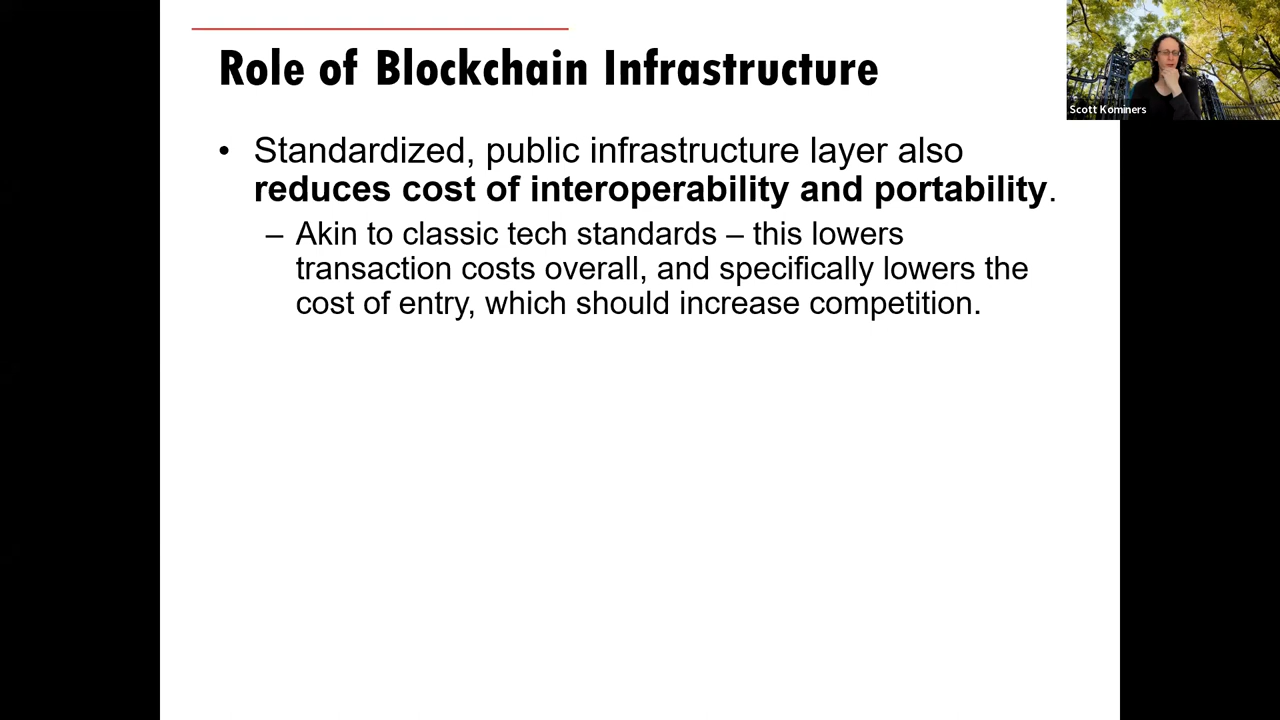 Role of Blockchain Infrastructure
Scott Kominers
• Standardized, public infrastructure layer also
reduces cost of interoperability and portability.
– Akin to classic tech standards – this lowers
transaction costs overall, and specifically lowers the
cost of entry, which should increase competition.